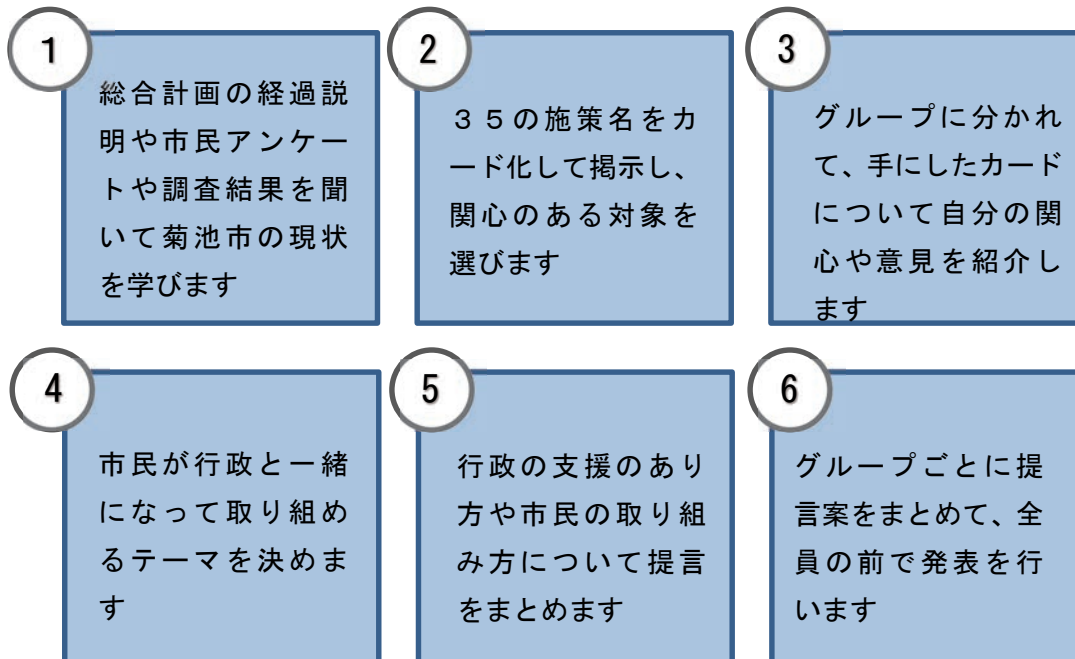 1
総合計画の経過説
明や市民アンケー
トや調査結果を聞
いて菊池市の現状
を学びます
2
３５の施策名をカ
ード化して掲示し、
関心のある対象を
選びます
3
グループに分かれ
て、手にしたカード
について自分の関
心や意見を紹介し
ます
4
市民が行政と一緒
になって取り組め
るテーマを決めま
す
5
行政の支援のあり
方や市民の取り組
み方について提言
をまとめます
6
グループごとに提
言案をまとめて、全
員の前で発表を行
います